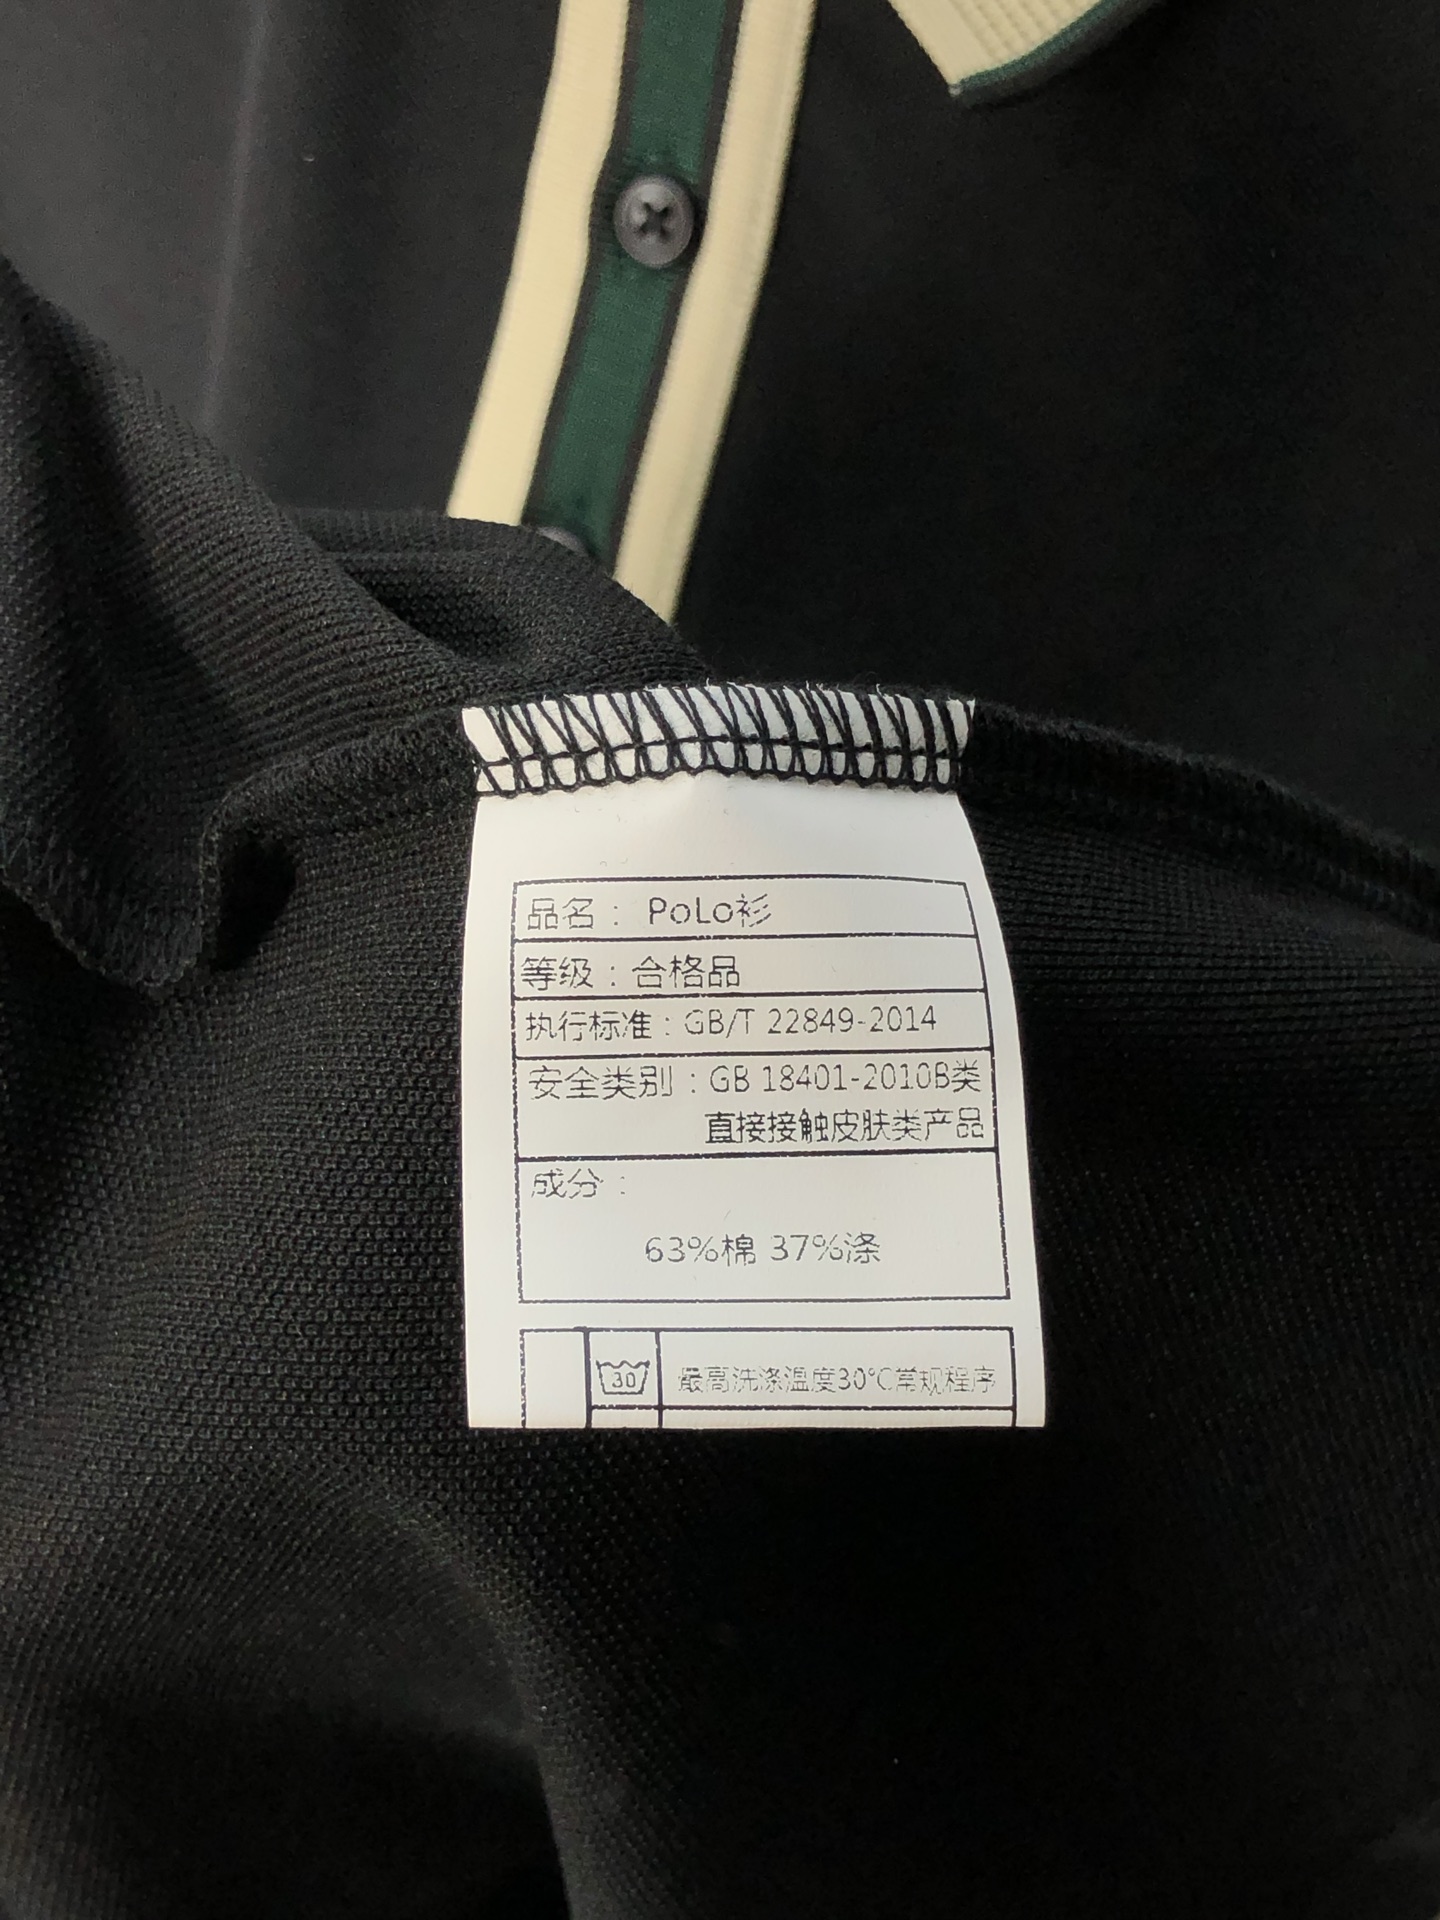 品名： PoLo衫
等级：合格品
执行标准：GB/T 22849-2014
安全类别：GB 18401-2010B类
直接接触皮肤类产品
成分：
63%棉 37%涤
30 最高洗涤温度30℃常规程序